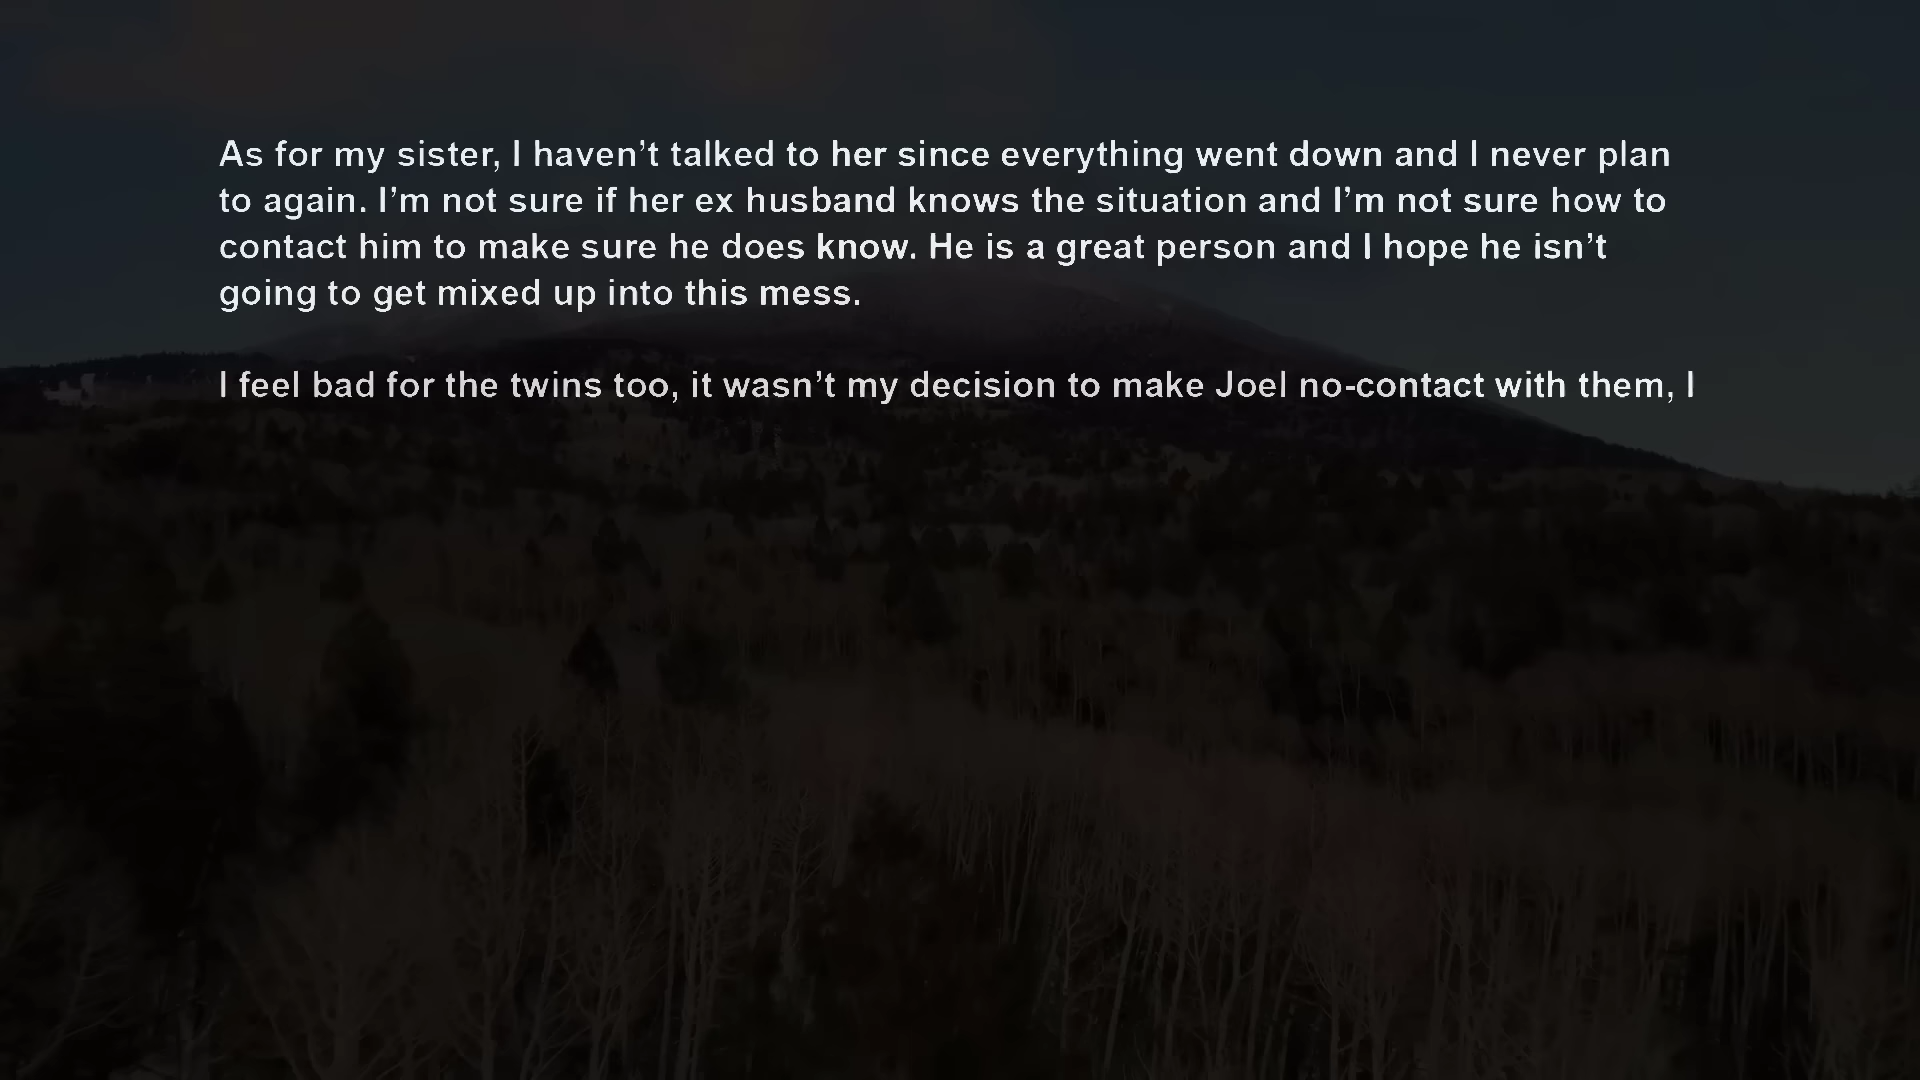 As for my sister, I haven’t talked to her since everything went down and I never plan
to again. I’m not sure if her ex husband knows the situation and I’m not sure how to
contact him to make sure he does know. He is a great person and I hope he isn’t
going to get mixed up into this mess.
I feel bad for the twins too, it wasn’t my decision to make Joel no-contact with them, I